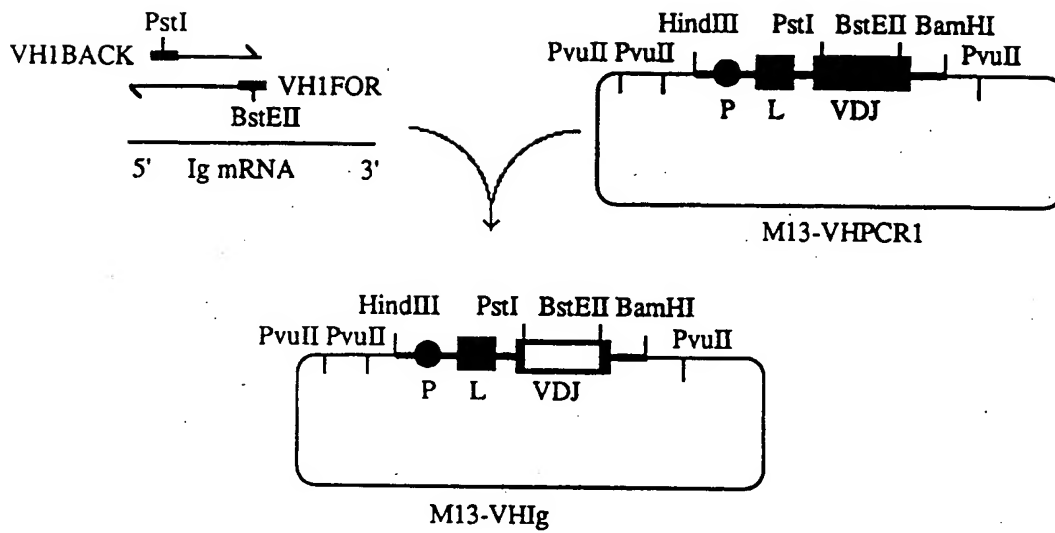 PstI
VH1BACK
VH1FOR
BstEII
5' Ig mRNA 3'
HindIII PstI BstEII BamHI
PvuII PvuII PvuII
P L VDJ
M13-VHPCR1
HindIII PstI BstEII BamHI
PvuII PvuII PvuII
P L VDJ
M13-VHIg